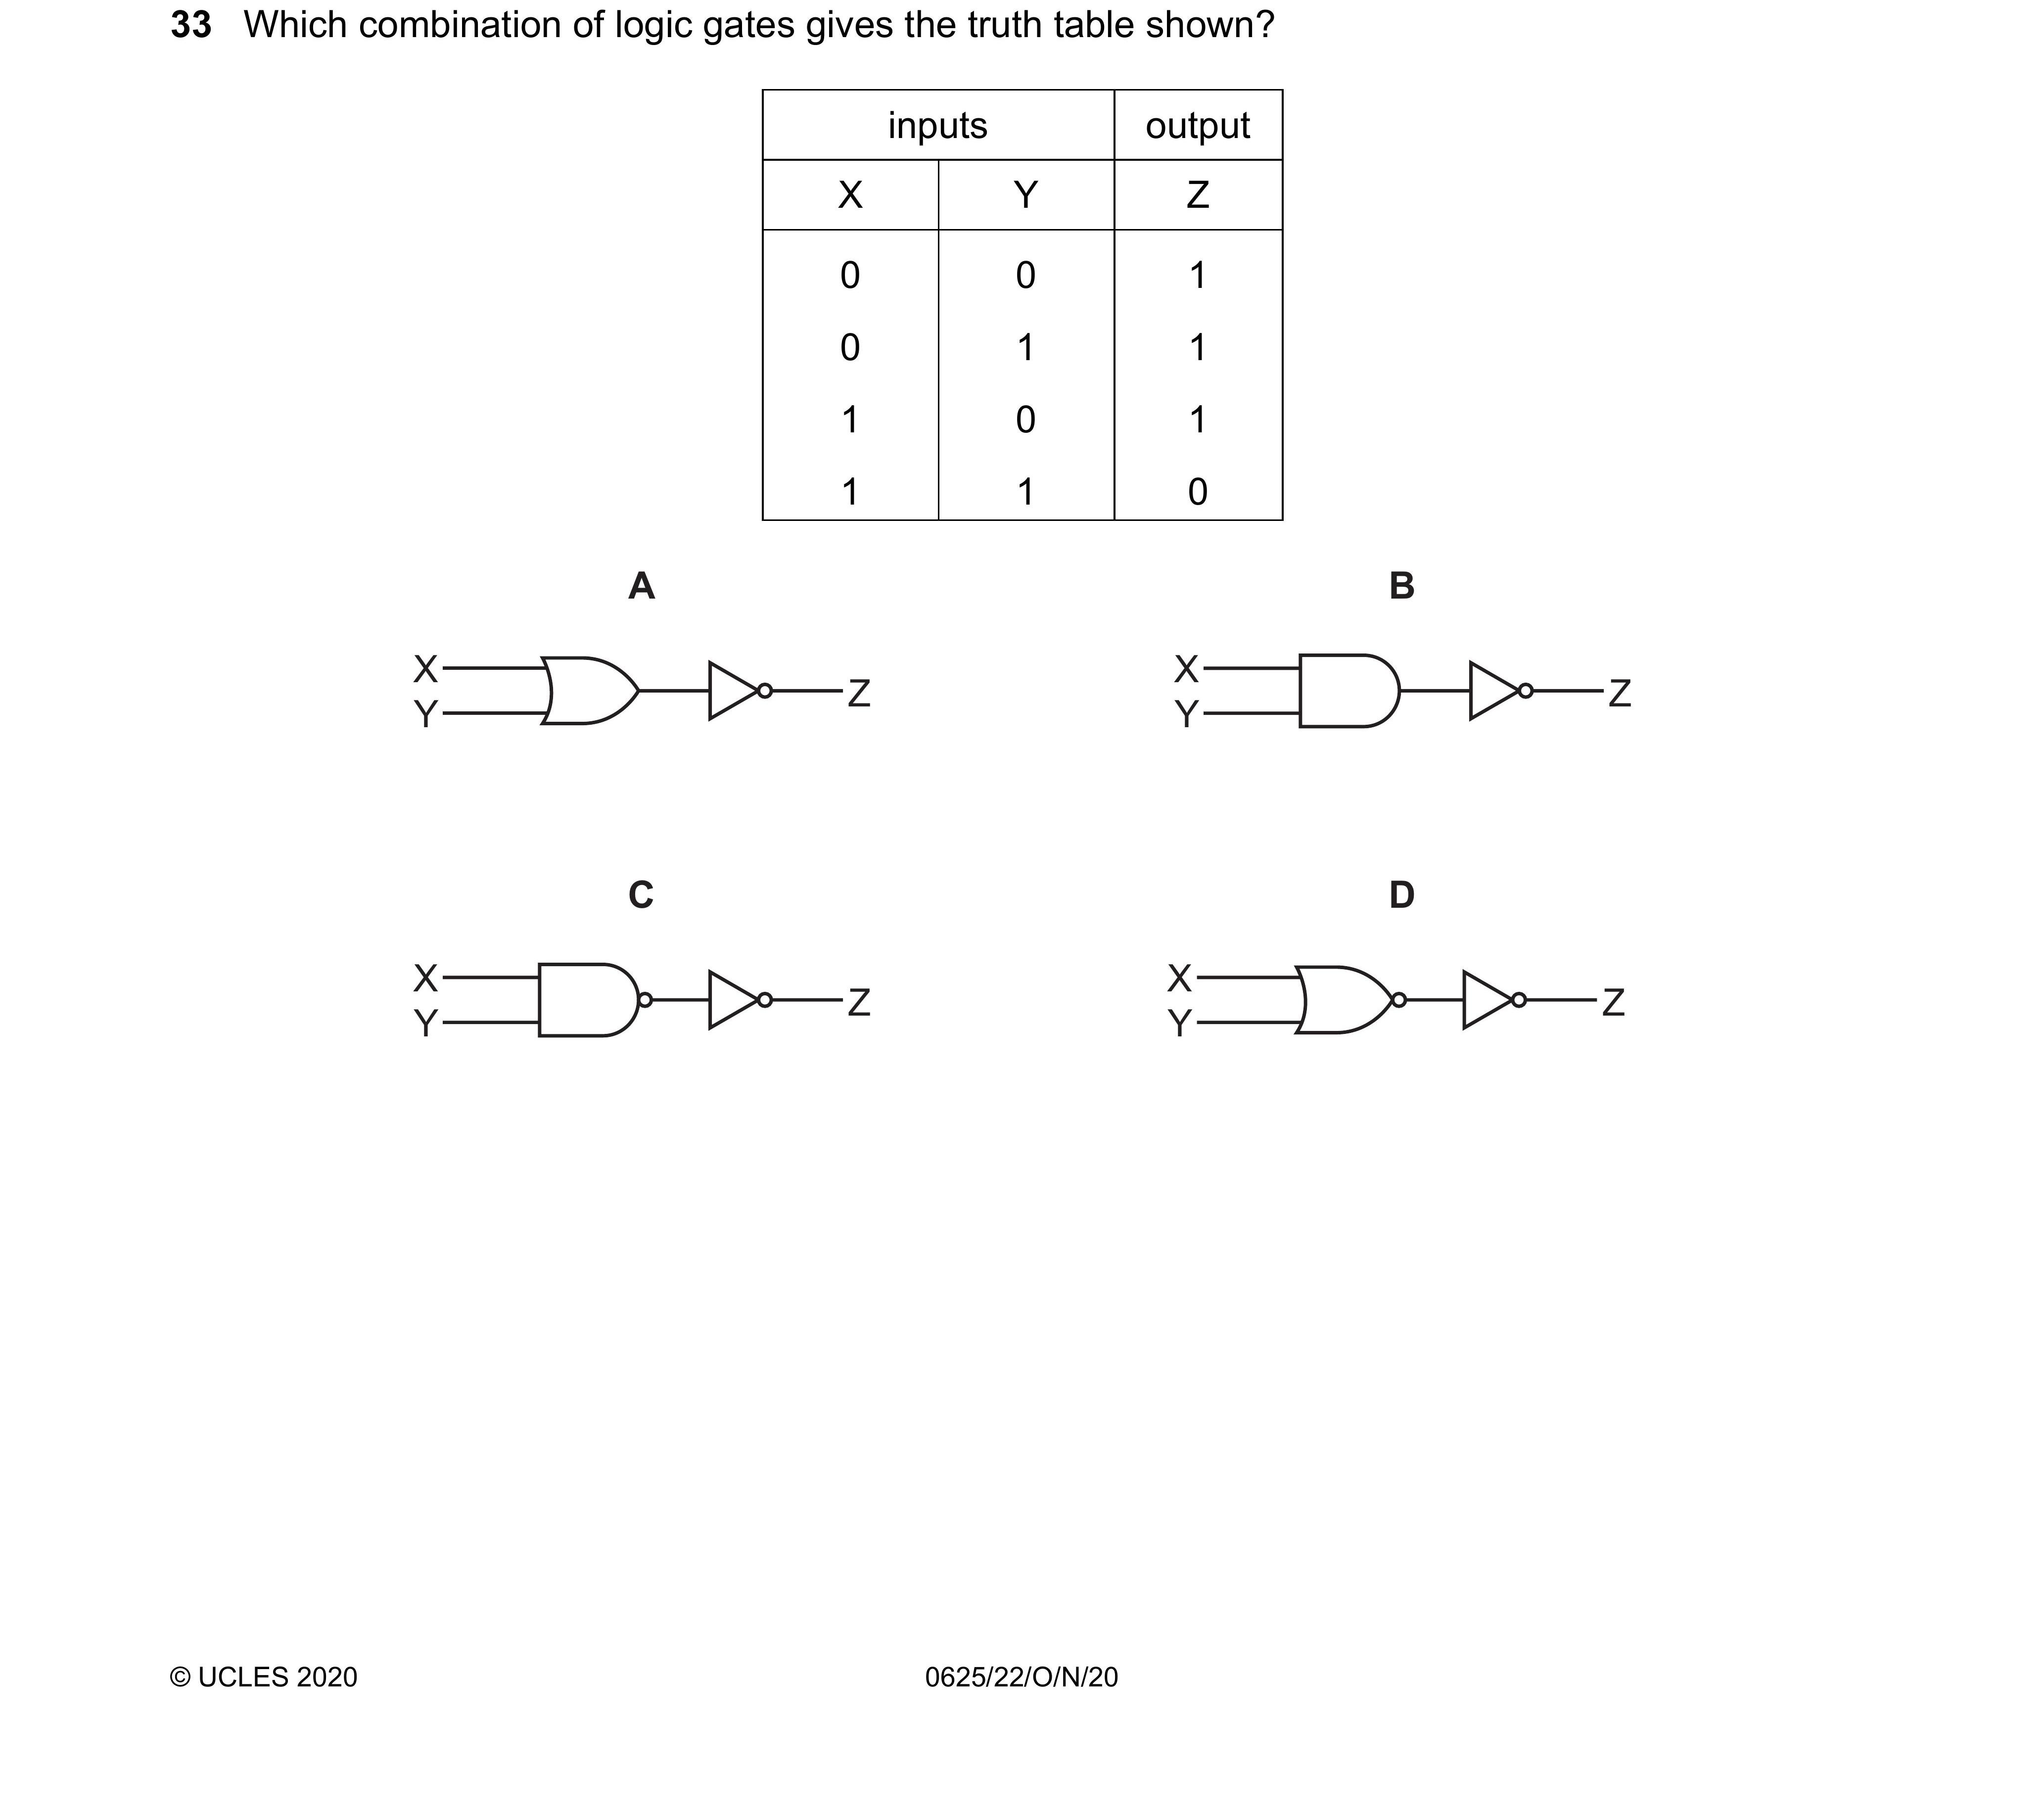 33 Which combination of logic gates gives the truth table shown?
inputs output
X Y Z
0 0 1
0 1 1
1 0 1
1 1 0
A B
X Z X Z
Y Y
C D
X Z X Z
Y Y
© UCLES 2020 0625/22/O/N/20